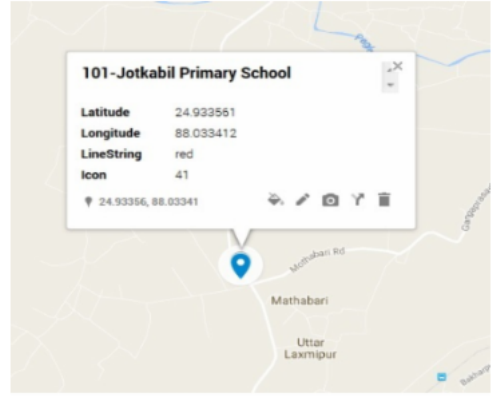 101-Jotkabil Primary School
Latitude 24.933561
Longitude 88.033412
LineString red
Icon 41
24.93356, 88.03341
Mothabari Rd
Mathabari
Uttar
Laxmipur